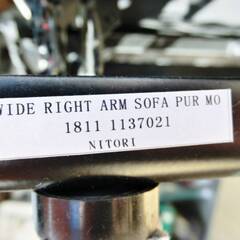 WIDE RIGHT ARM SOFA PUR MO
1811 1137021
NITORI